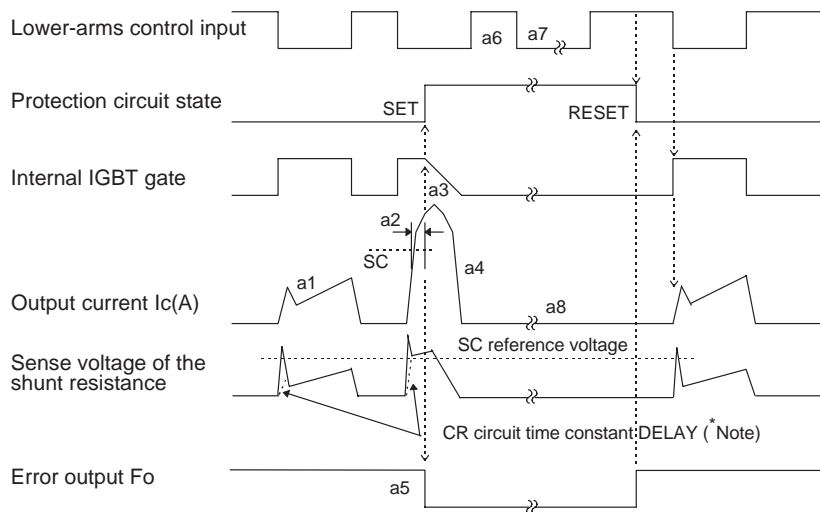 Lower-arms control input
a6
a7
Protection circuit state
SET
RESET
Internal IGBT gate
a3
a2
SC
a4
a1
a8
Output current Ic(A)
SC reference voltage
Sense voltage of the
shunt resistance
CR circuit time constant DELAY (*Note)
Error output Fo
a5